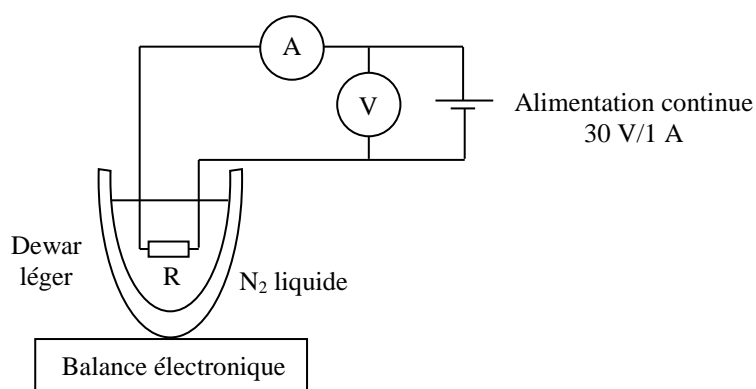 A
V
Alimentation continue
30 V/1 A
Dewar
léger
R
N₂ liquide
Balance électronique